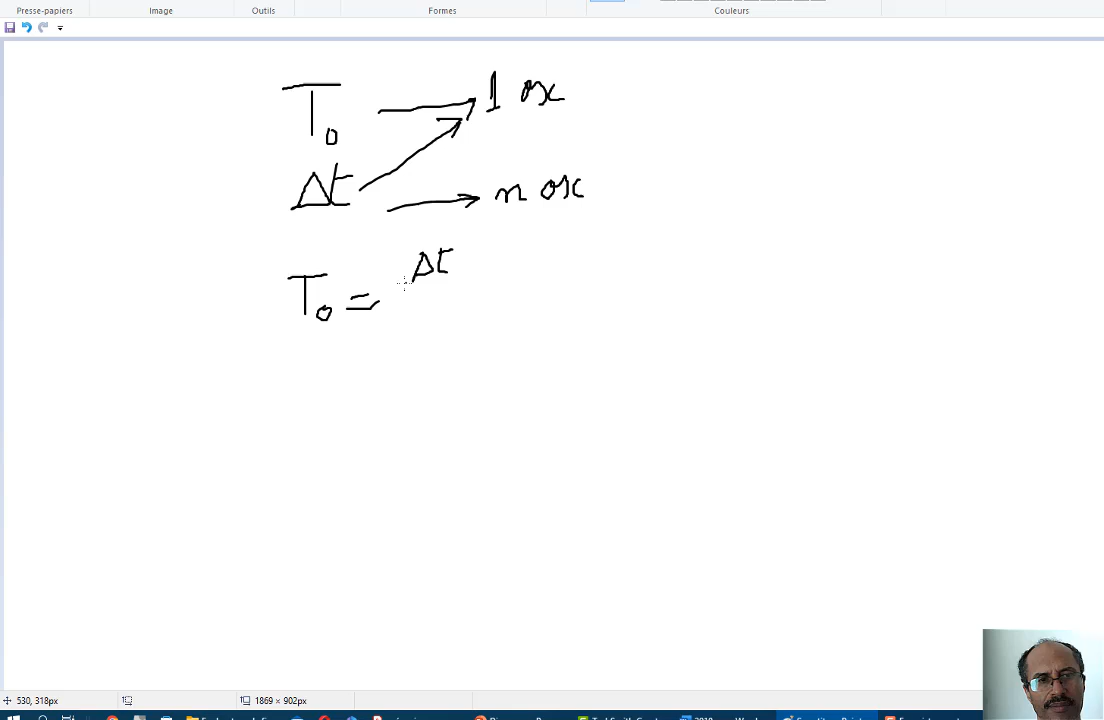 Presse-papiers Image Outils Formes Couleurs
T₀ 1 osc
Δt n osc
Δt
T₀ =
530, 318px 1869 × 902px